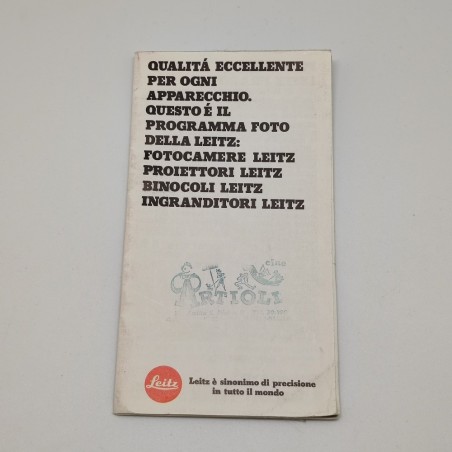 QUALITÁ ECCELLENTE
PER OGNI
APPARECCHIO.
QUESTO É IL
PROGRAMMA FOTO
DELLA LEITZ:
FOTOCAMERE LEITZ
PROIETTORI LEITZ
BINOCOLI LEITZ
INGRANDITORI LEITZ
cine
ARTIOLI
Leitz
Leitz è sinonimo di precisione
in tutto il mondo